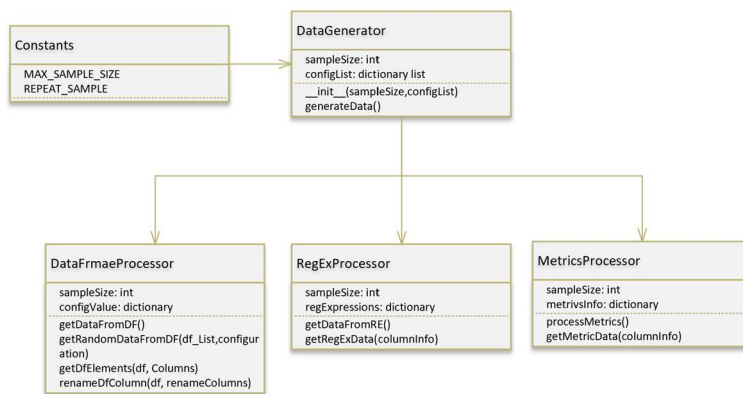 Constants
MAX_SAMPLE_SIZE
REPEAT_SAMPLE
DataGenerator
sampleSize: int
configList: dictionary list
__init__(sampleSize,configList)
generateData()
DataFrmaeProcessor
sampleSize: int
configValue: dictionary
getDataFromDF()
getRandomDataFromDF(df_List,configur
ation)
getDfElements(df, Columns)
renameDfColumn(df, renameColumns)
RegExProcessor
sampleSize: int
regExpressions: dictionary
getDataFromRE()
getRegExData(columnInfo)
MetricsProcessor
sampleSize: int
metrivsInfo: dictionary
processMetrics()
getMetricData(columnInfo)